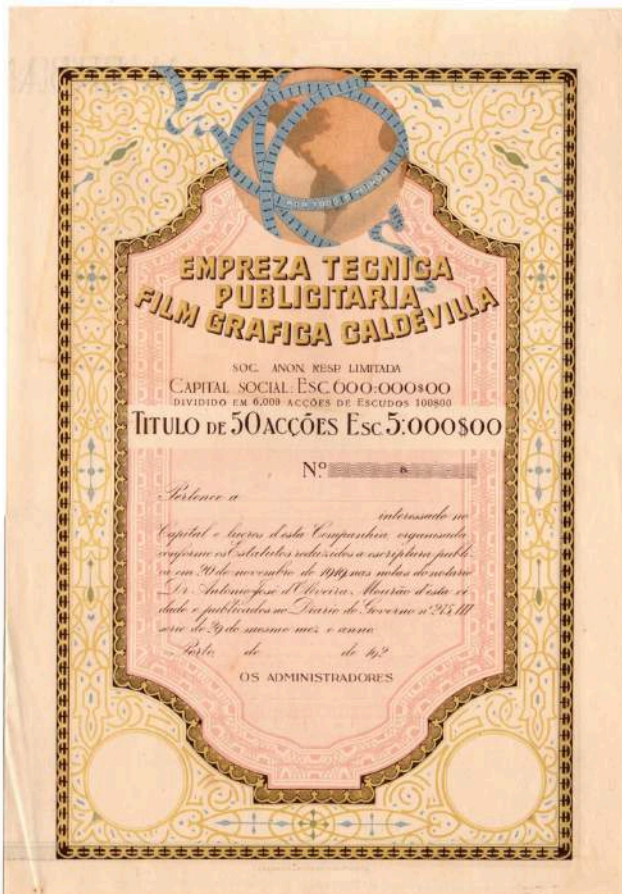 POR TODO O MUNDO
EMPREZA TECNICA
PUBLICITARIA
FILM GRAFICA CALDEVILLA
SOC. ANON. RESP. LIMITADA
CAPITAL SOCIAL: ESC. 600:000$00
DIVIDIDO EM 6.000 ACÇÕES DE ESCUDOS 100$00
TITULO DE 50 ACÇÕES ESC. 5:000$00
N.º
Pertence a
interessado no
Capital e lucros d'esta Companhia, organisada
conforme os Estatutos reduzidos a escriptura publi-
ca em 20 de novembro de 1919, nas notas do notario
Dr. Antonio José d'Oliveira Mourão d'esta ci-
dade e publicados no Diario do Governo nº 275, III
serie de 29 do mesmo mez e anno
Porto, de de 192
OS ADMINISTRADORES